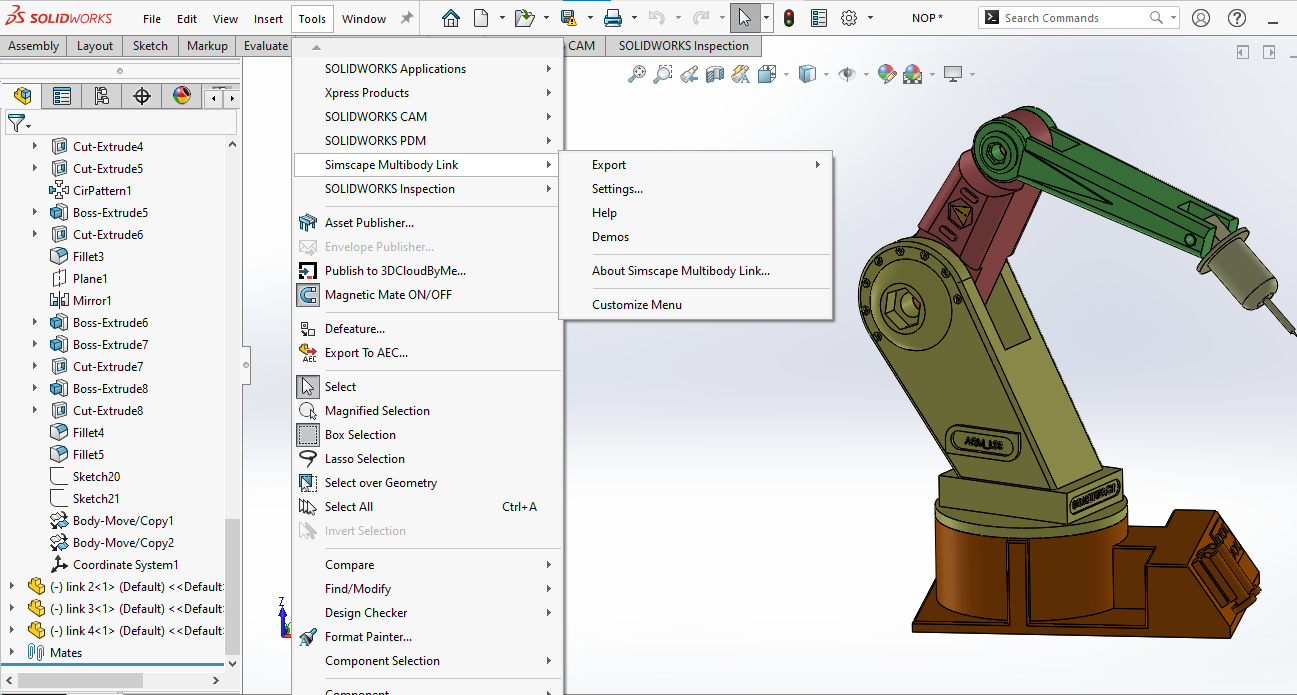 SOLIDWORKS File Edit View Insert Tools Window NOP * Search Commands
Assembly Layout Sketch Markup Evaluate CAM SOLIDWORKS Inspection
Cut-Extrude4
Cut-Extrude5
CirPattern1
Boss-Extrude5
Cut-Extrude6
Fillet3
Plane1
Mirror1
Boss-Extrude6
Boss-Extrude7
Cut-Extrude7
Boss-Extrude8
Cut-Extrude8
Fillet4
Fillet5
Sketch20
Sketch21
Body-Move/Copy1
Body-Move/Copy2
Coordinate System1
(-) link 2<1> (Default) <<Default
(-) link 3<1> (Default) <<Default
(-) link 4<1> (Default) <<Default
Mates
Z
SOLIDWORKS Applications
Xpress Products
SOLIDWORKS CAM
SOLIDWORKS PDM
Simscape Multibody Link
SOLIDWORKS Inspection
Asset Publisher...
Envelope Publisher...
Publish to 3DCloudByMe...
Magnetic Mate ON/OFF
Defeature...
AEC Export To AEC...
Select
Magnified Selection
Box Selection
Lasso Selection
Select over Geometry
Select All Ctrl+A
Invert Selection
Compare
Find/Modify
Design Checker
Format Painter...
Component Selection
Component
Export
Settings...
Help
Demos
About Simscape Multibody Link...
Customize Menu